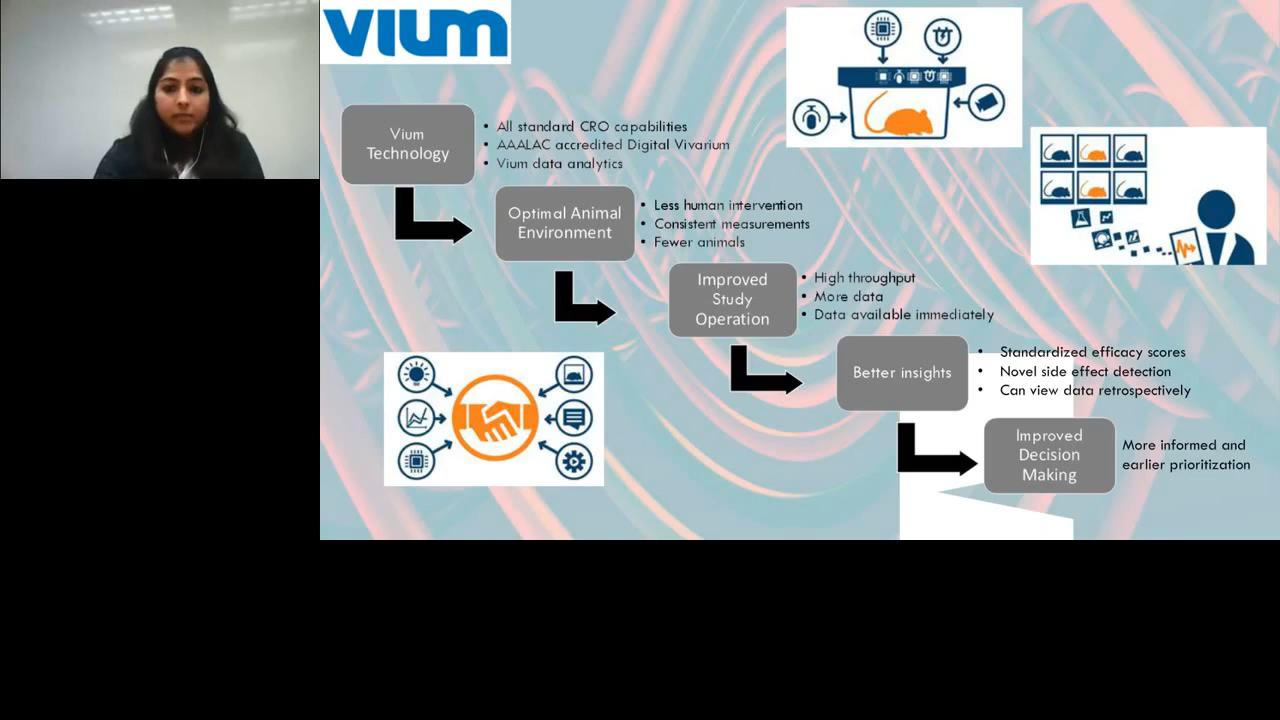 vium
Vium
Technology
• All standard CRO capabilities
• AAALAC accredited Digital Vivarium
• Vium data analytics
Optimal Animal
Environment
• Less human intervention
• Consistent measurements
• Fewer animals
Improved
Study
Operation
• High throughput
• More data
• Data available immediately
Better insights
• Standardized efficacy scores
• Novel side effect detection
• Can view data retrospectively
Improved
Decision
Making
More informed and
earlier prioritization